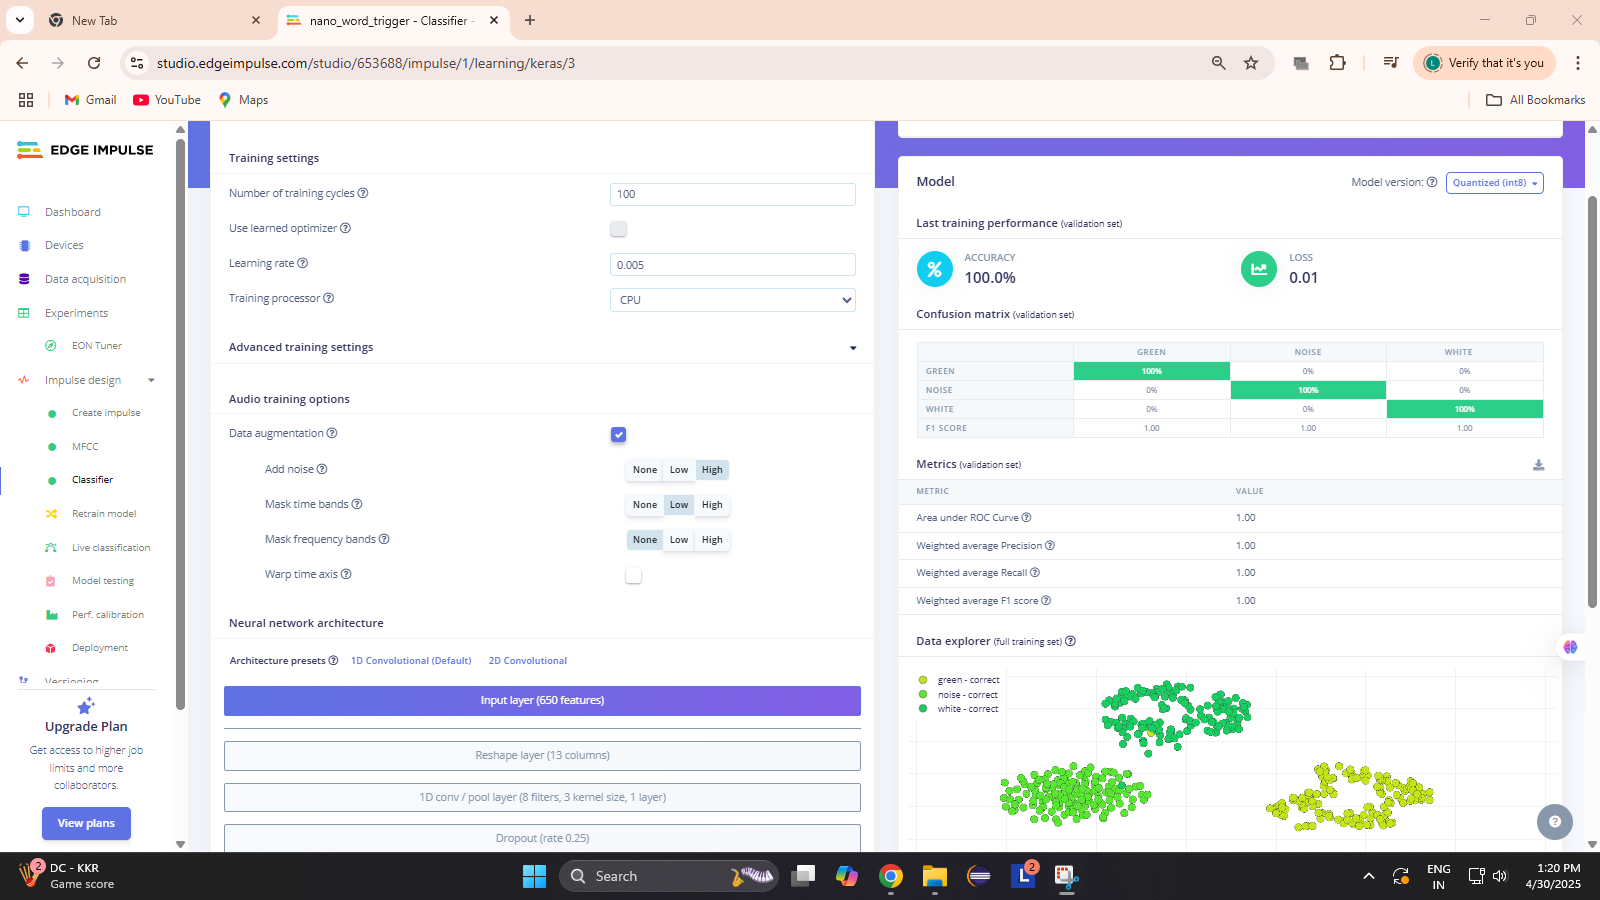 New Tab
nano_word_trigger - Classifier -
studio.edgeimpulse.com/studio/653688/impulse/1/learning/keras/3
Verify that it's you
Gmail
YouTube
Maps
All Bookmarks
EDGE IMPULSE
Dashboard
Devices
Data acquisition
Experiments
EON Tuner
Impulse design
Create impulse
MFCC
Classifier
Retrain model
Live classification
Model testing
Perf. calibration
Deployment
Versioning
Upgrade Plan
Get access to higher job
limits and more
collaborators.
View plans
Training settings
Number of training cycles
100
Use learned optimizer
Learning rate
0.005
Training processor
CPU
Advanced training settings
Audio training options
Data augmentation
Add noise
None Low High
Mask time bands
None Low High
Mask frequency bands
None Low High
Warp time axis
Neural network architecture
Architecture presets 1D Convolutional (Default) 2D Convolutional
Input layer (650 features)
Reshape layer (13 columns)
1D conv / pool layer (8 filters, 3 kernel size, 1 layer)
Dropout (rate 0.25)
Model
Model version: Quantized (int8)
Last training performance (validation set)
% ACCURACY
100.0%
LOSS
0.01
Confusion matrix (validation set)
GREEN NOISE WHITE
GREEN 100% 0% 0%
NOISE 0% 100% 0%
WHITE 0% 0% 100%
F1 SCORE 1.00 1.00 1.00
Metrics (validation set)
METRIC VALUE
Area under ROC Curve 1.00
Weighted average Precision 1.00
Weighted average Recall 1.00
Weighted average F1 score 1.00
Data explorer (full training set)
green - correct
noise - correct
white - correct
2
DC - KKR
Game score
Search
L
2
ENG
IN
1:20 PM
4/30/2025